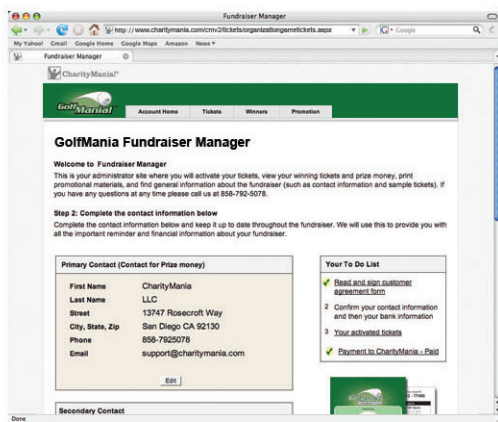 Fundraiser Manager
http://www.charitymania.com/cmv2/tickets/organizationgametickets.aspx
Google
My Yahoo! Gmail Google Home Google Maps Amazon News
Fundraiser Manager
CharityMania!
GolfMania!
Account Home Tickets Winners Promotion
GolfMania Fundraiser Manager
Welcome to Fundraiser Manager
This is your administrator site where you will activate your tickets, view your winning tickets and prize money, print
promotional materials, and find general information about the fundraiser (such as contact information and sample tickets). If
you have any questions at any time please call us at 858-792-5078.
Step 2: Complete the contact information below
Complete the contact information below and keep it up to date throughout the fundraiser. We will use this to provide you with
all the important reminder and financial information about your fundraiser.
Primary Contact (Contact for Prize money)
First Name CharityMania
Last Name LLC
Street 13747 Rosecroft Way
City, State, Zip San Diego CA 92130
Phone 858-7925078
Email support@charitymania.com
Edit
Secondary Contact
Your To Do List
Read and sign customer
agreement form
2 Confirm your contact information
and then your bank information
3 Your activated tickets
Payment to CharityMania - Paid
Done